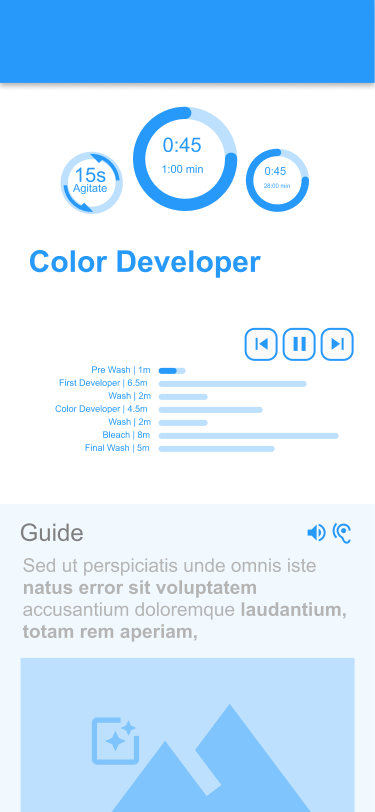 15s
Agitate
0:45
1:00 min
0:45
28:00 min
Color Developer
Pre Wash | 1m
First Developer | 6.5m
Wash | 2m
Color Developer | 4.5m
Wash | 2m
Bleach | 8m
Final Wash | 5m
Guide
Sed ut perspiciatis unde omnis iste
natus error sit voluptatem
accusantium doloremque laudantium,
totam rem aperiam,